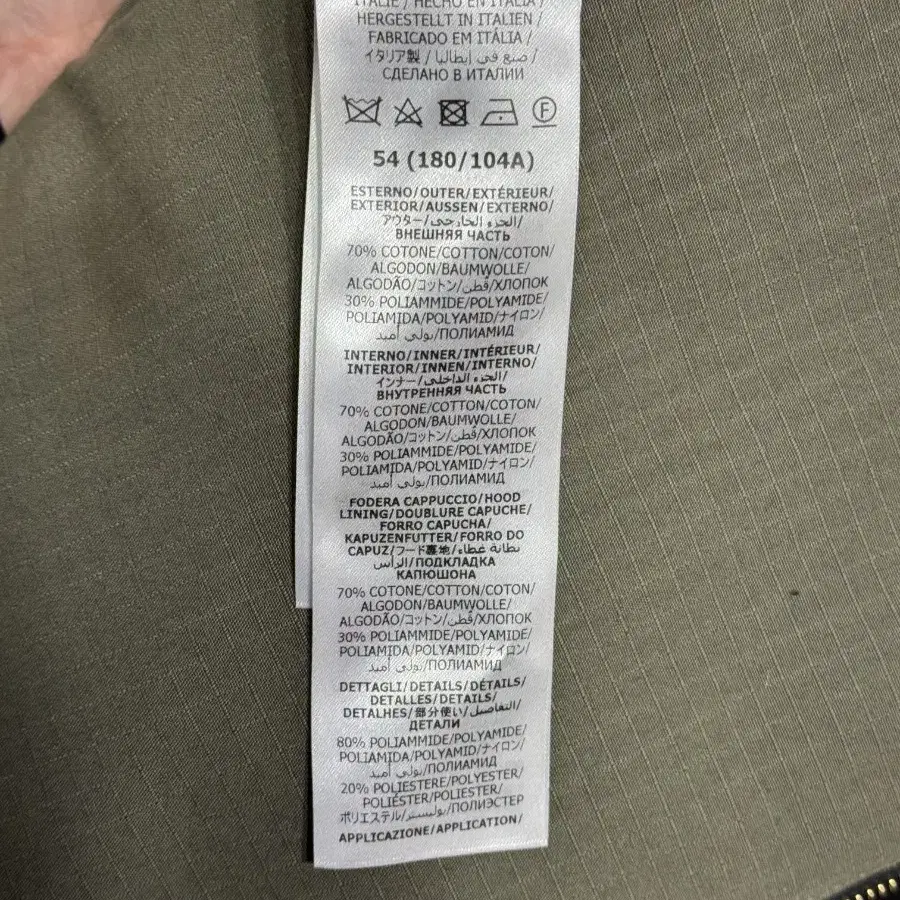 ITALIE / HECHO EN ITALIA /
HERGESTELLT IN ITALIEN /
FABRICADO EM ITÁLIA /
イタリア製 / صنع في إيطاليا /
СДЕЛАНО В ИТАЛИИ
F
54 (180/104A)
ESTERNO/OUTER/EXTÉRIEUR/
EXTERIOR/AUSSEN/EXTERNO/
アウター/الجزء الخارجي/
ВНЕШНЯЯ ЧАСТЬ
70% COTONE/COTTON/COTON/
ALGODON/BAUMWOLLE/
ALGODÃO/コットン/قطن/ХЛОПОК
30% POLIAMMIDE/POLYAMIDE/
POLIAMIDA/POLYAMID/ナイロン/
بولي أميد/ПОЛИАМИД
INTERNO/INNER/INTÉRIEUR/
INTERIOR/INNEN/INTERNO/
インナー/الجزء الداخلي/
ВНУТРЕННЯЯ ЧАСТЬ
70% COTONE/COTTON/COTON/
ALGODON/BAUMWOLLE/
ALGODÃO/コットン/قطن/ХЛОПОК
30% POLIAMMIDE/POLYAMIDE/
POLIAMIDA/POLYAMID/ナイロン/
بولي أميد/ПОЛИАМИД
FODERA CAPPUCCIO/HOOD
LINING/DOUBLURE CAPUCHE/
FORRO CAPUCHA/
KAPUZENFUTTER/FORRO DO
CAPUZ/フード裏地/بطانة غطاء
الرأس/ПОДКЛАДКА
КАПЮШОНА
70% COTONE/COTTON/COTON/
ALGODON/BAUMWOLLE/
ALGODÃO/コットン/قطن/ХЛОПОК
30% POLIAMMIDE/POLYAMIDE/
POLIAMIDA/POLYAMID/ナイロン/
بولي أميد/ПОЛИАМИД
DETTAGLI/DETAILS/DÉTAILS/
DETALLES/DETAILS/
DETALHES/部分使い/التفاصيل/
ДЕТАЛИ
80% POLIAMMIDE/POLYAMIDE/
POLIAMIDA/POLYAMID/ナイロン/
بولي أميد/ПОЛИАМИД
20% POLIESTERE/POLYESTER/
POLIÉSTER/POLYESTER/
ポリエステル/بوليستر/ПОЛИЭСТЕР
APPLICAZIONE/APPLICATION/